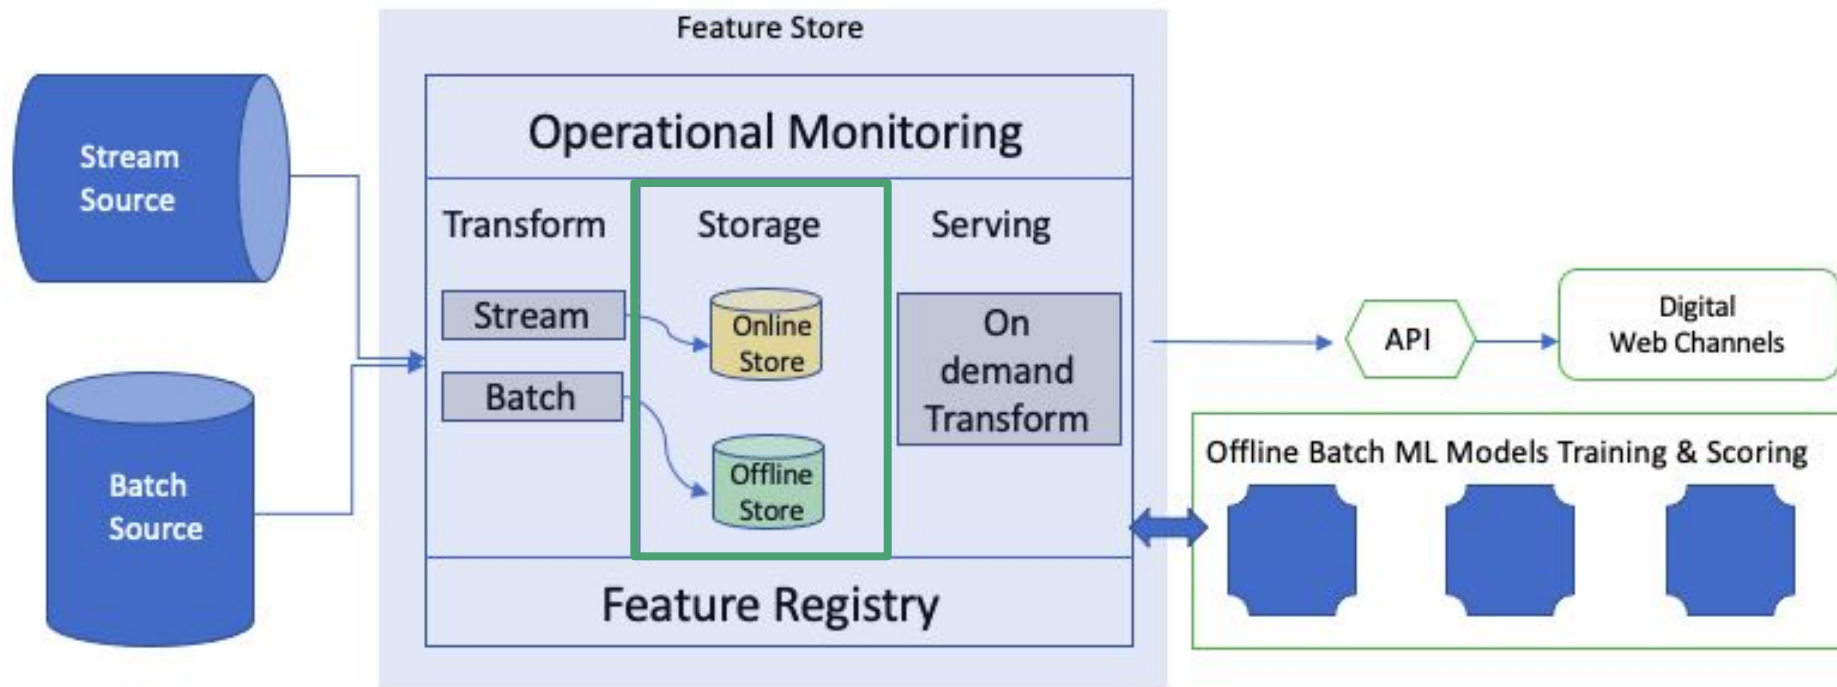 Feature Store
Operational Monitoring
Stream
Source
Batch
Source
Transform
Stream
Batch
Storage
Online
Store
Offline
Store
Serving
On
demand
Transform
Feature Registry
API
Digital
Web Channels
Offline Batch ML Models Training & Scoring